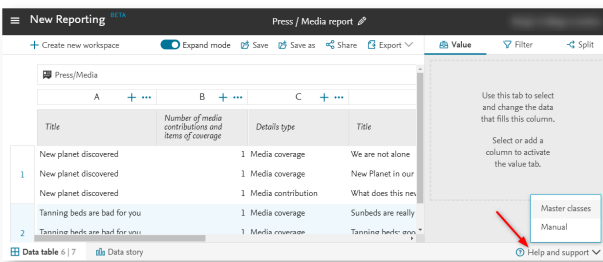 New Reporting BETA
Press / Media report
Create new workspace
Expand mode
Save
Save as
Share
Export
Value
Filter
Split
Press/Media
A
B
C
Title
Number of media
contributions and
items of coverage
Details type
Title
1
New planet discovered 1 Media coverage We are not alone
New planet discovered 1 Media coverage New Planet in our
New planet discovered 1 Media contribution What does this new
2
Tanning beds are bad for you 1 Media coverage Sunbeds are really
Tanning beds are bad for you 1 Media coverage
Use this tab to select
and change the data
that fills this column.
Select or add a
column to activate
the value tab.
Master classes
Manual
Data table 6 | 7
Data story
Help and support